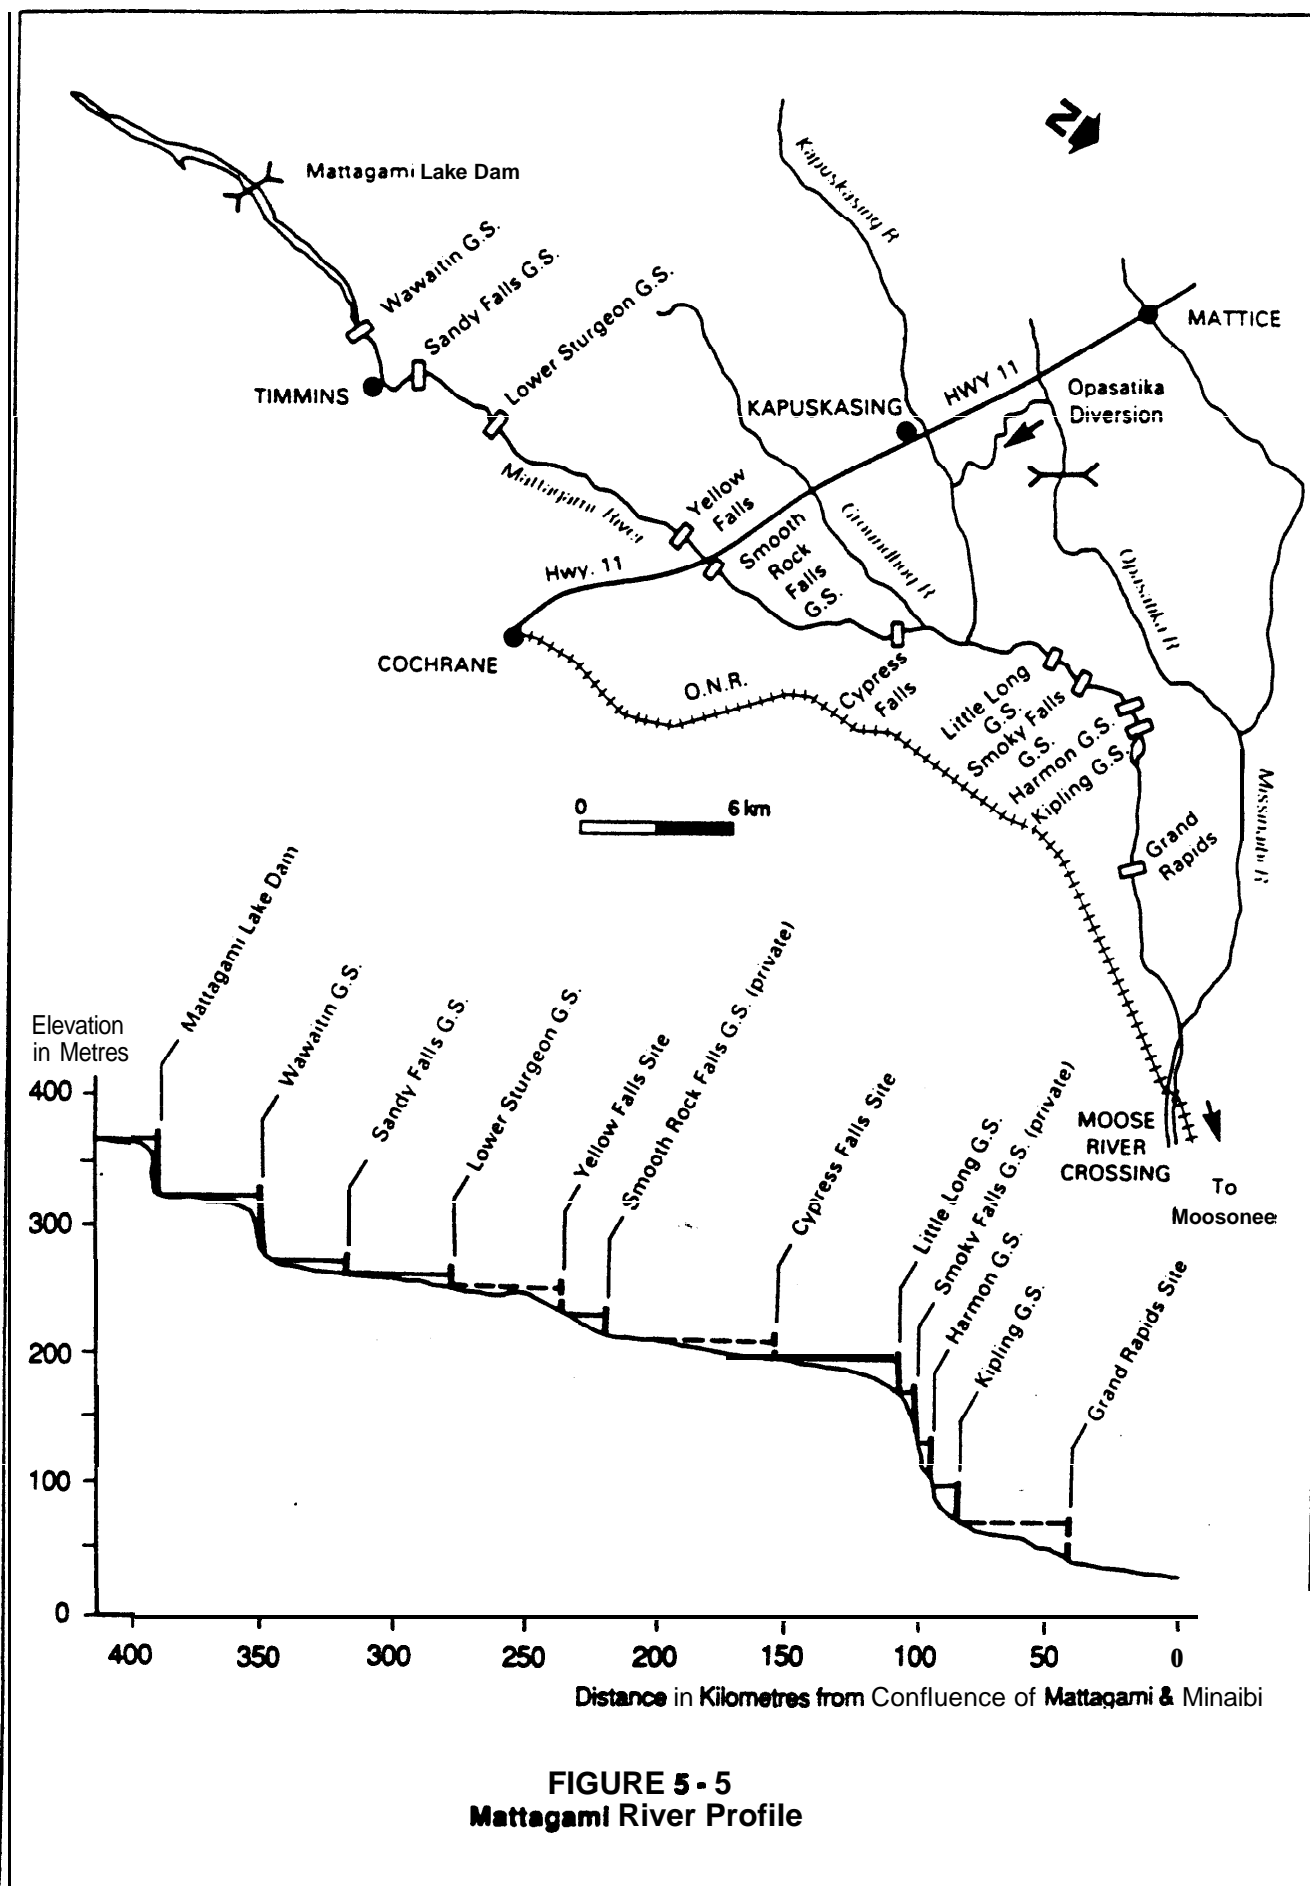 N
Mattagami Lake Dam
Wawaitin G.S.
Sandy Falls G.S.
Lower Sturgeon G.S.
Kapuskasing R
MATTICE
TIMMINS
KAPUSKASING
HWY 11
Opasatika
Diversion
Mattagami River
Yellow
Falls
Smooth
Rock
Falls
G.S.
Groundhog R
Opasatika R
Hwy. 11
COCHRANE
O.N.R.
Cypress
Falls
Little Long
G.S.
Smoky Falls
G.S.
Harmon G.S.
Kipling G.S.
0 6 km
Grand
Rapids
MOOSE
RIVER
CROSSING
To
Moosonee
Elevation
in Metres
Mattagami Lake Dam
Wawaitin G.S.
Sandy Falls G.S.
Lower Sturgeon G.S.
Yellow Falls Site
Smooth Rock Falls G.S. (private)
Cypress Falls Site
Little Long G.S.
Smoky Falls G.S. (private)
Harmon G.S.
Kipling G.S.
Grand Rapids Site
400
300
200
100
0
400 350 300 250 200 150 100 50 0
Distance in Kilometres from Confluence of Mattagami & Minaibi
FIGURE 5 - 5
Mattagami River Profile